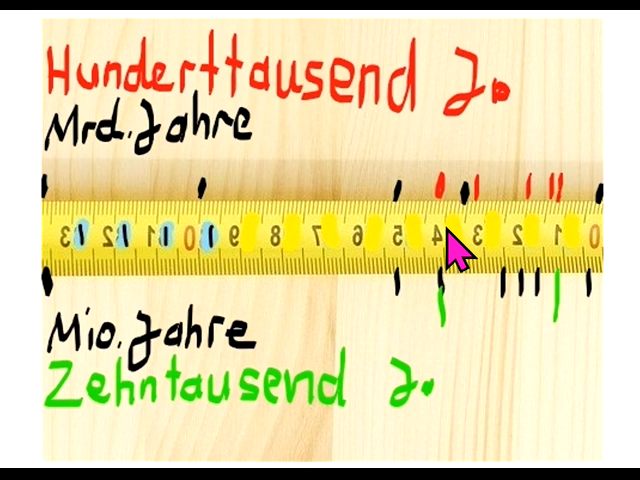 Hunderttausend J.
Mrd. Jahre
13 12 11 10 9 8 7 6 5 4 3 2 1 0
Mio. Jahre
Zehntausend J.